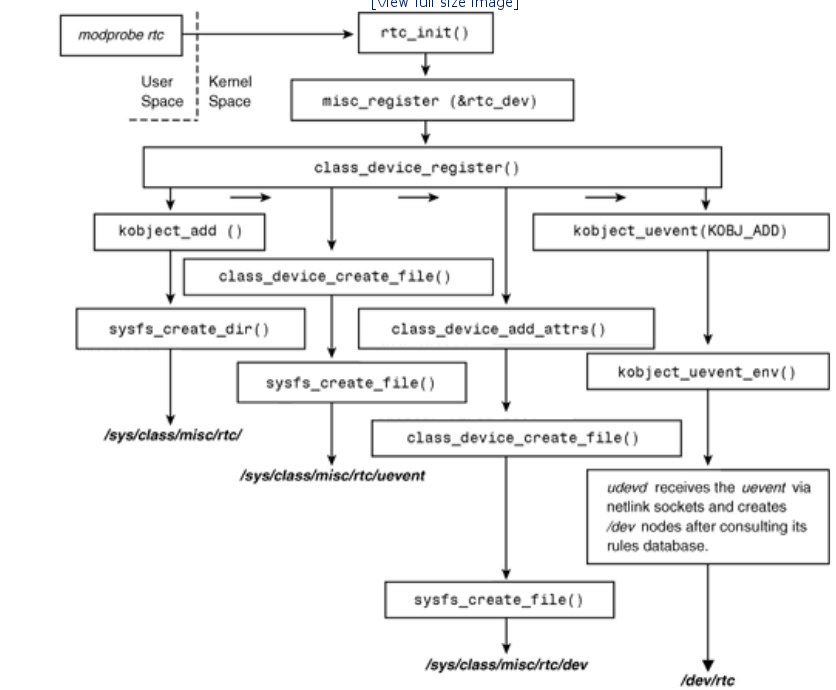 [View full size image]
modprobe rtc
rtc_init()
User
Space
Kernel
Space
misc_register (&rtc_dev)
class_device_register()
kobject_add ()
kobject_uevent(KOBJ_ADD)
class_device_create_file()
sysfs_create_dir()
class_device_add_attrs()
kobject_uevent_env()
sysfs_create_file()
/sys/class/misc/rtc/
class_device_create_file()
/sys/class/misc/rtc/uevent
udevd receives the uevent via
netlink sockets and creates
/dev nodes after consulting its
rules database.
sysfs_create_file()
/sys/class/misc/rtc/dev
/dev/rtc